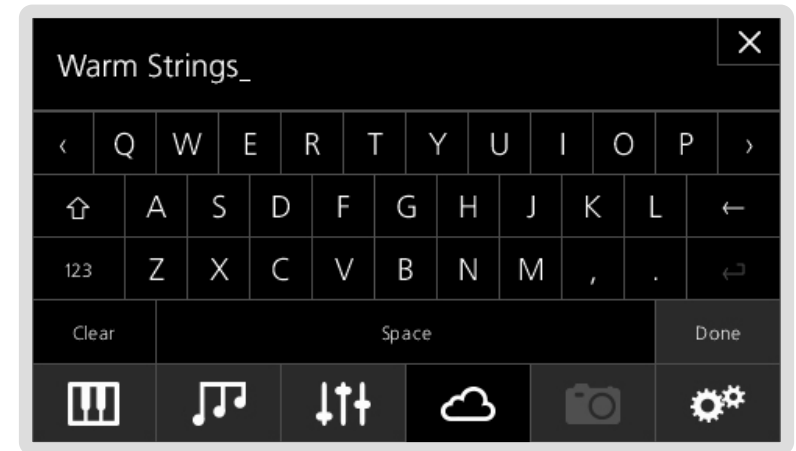 Warm Strings_
‹ Q W E R T Y U I O P ›
A S D F G H J K L ←
123 Z X C V B N M , .
Clear Space Done